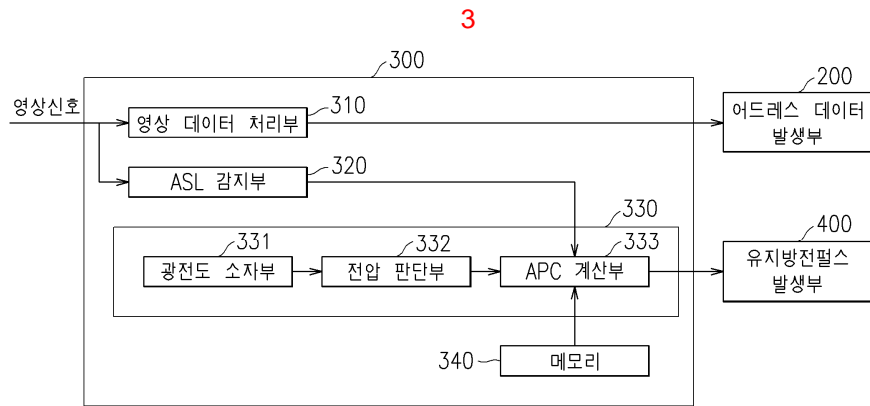 3
300
영상신호
310
200
영상 데이터 처리부
어드레스 데이터
발생부
320
ASL 감지부
330
331
332
333
400
광전도 소자부
전압 판단부
APC 계산부
유지방전펄스
발생부
340
메모리